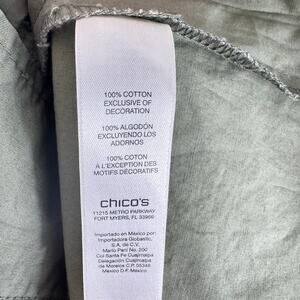 100% COTTON
EXCLUSIVE OF
DECORATION
100% ALGODÓN
EXCLUYENDO LOS
ADORNOS
100% COTON
À L'EXCEPTION DES
MOTIFS DÉCORATIFS
chico's
11215 METRO PARKWAY
FORT MYERS, FL 33966
Importado en México por:
Importadora Globastic,
S.A. de C.V.
Mario Pani No. 200
Col Santa Fe Cuajimalpa
Delegación Cuajimalpa
de Morelos C.P. 05348
México D.F. México